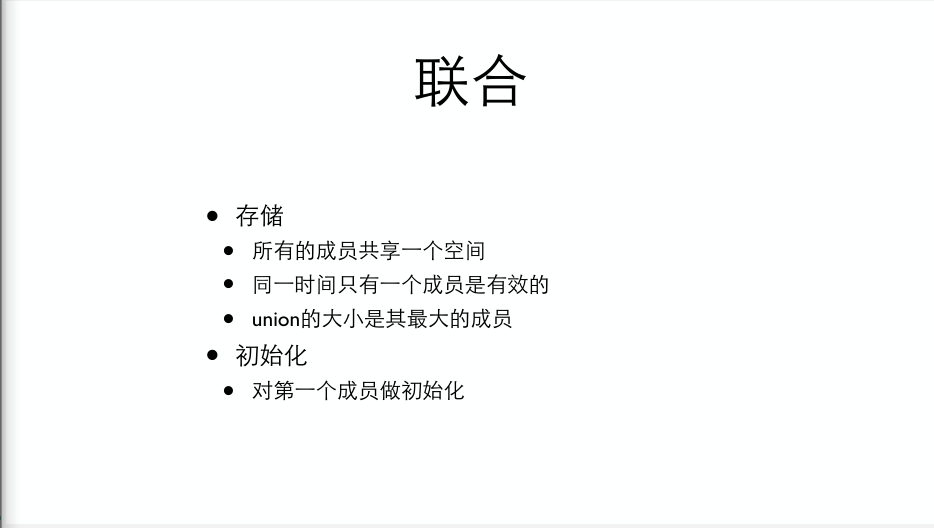 联合
存储
所有的成员共享一个空间
同一时间只有一个成员是有效的
union的大小是其最大的成员
初始化
对第一个成员做初始化